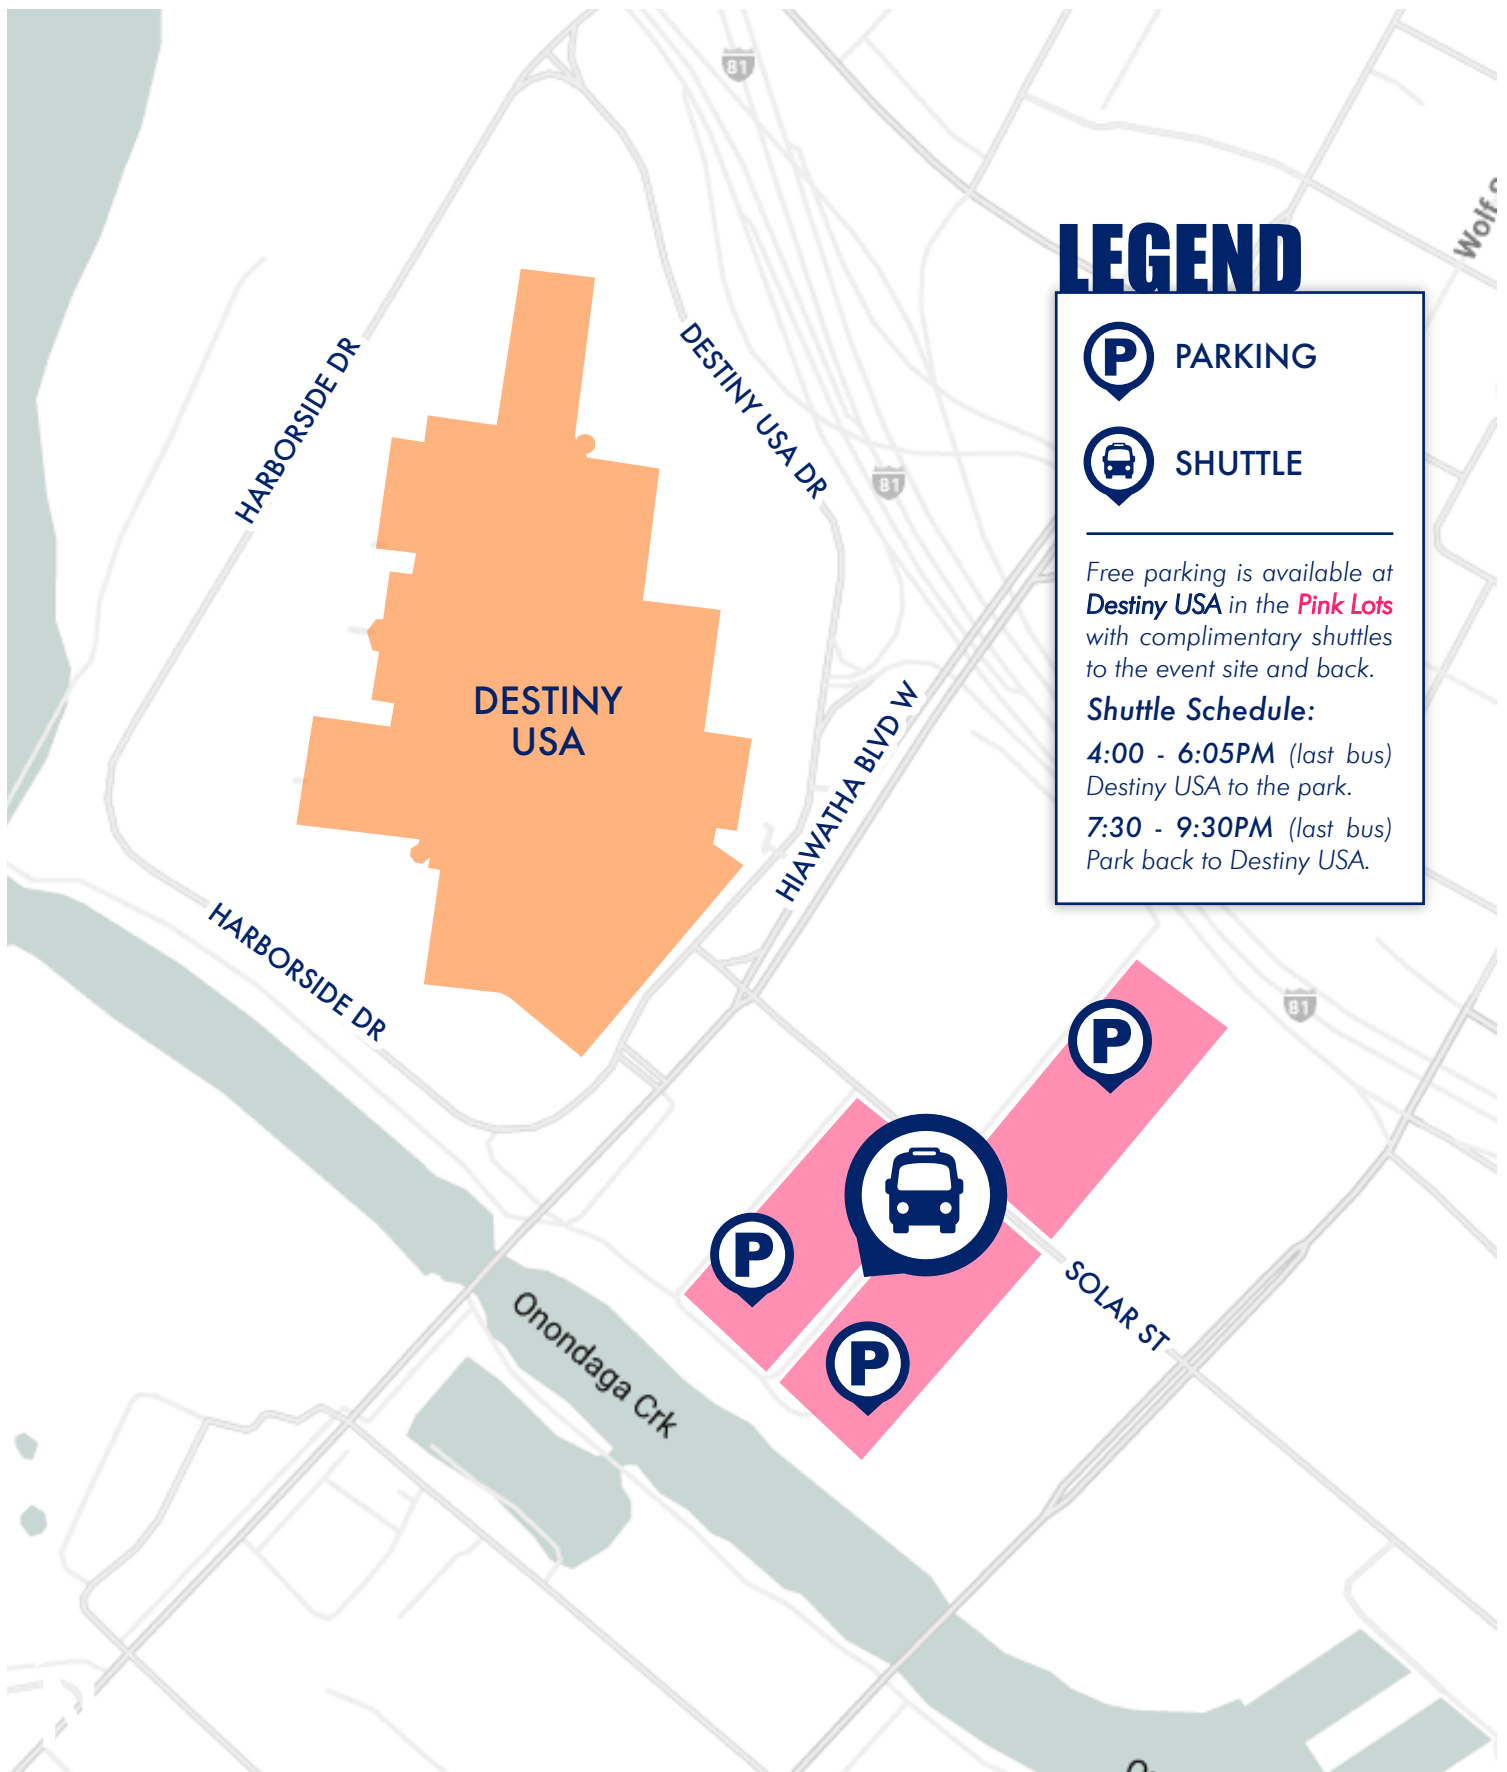 81
Wolf
LEGEND
P
PARKING
SHUTTLE
HARBORSIDE DR
DESTINY USA DR
81
Free parking is available at
Destiny USA in the Pink Lots
with complimentary shuttles
to the event site and back.
Shuttle Schedule:
4:00 - 6:05PM (last bus)
Destiny USA to the park.
7:30 - 9:30PM (last bus)
Park back to Destiny USA.
DESTINY
USA
HIAWATHA BLVD W
HARBORSIDE DR
81
P
P
P
SOLAR ST
Onondaga Crk